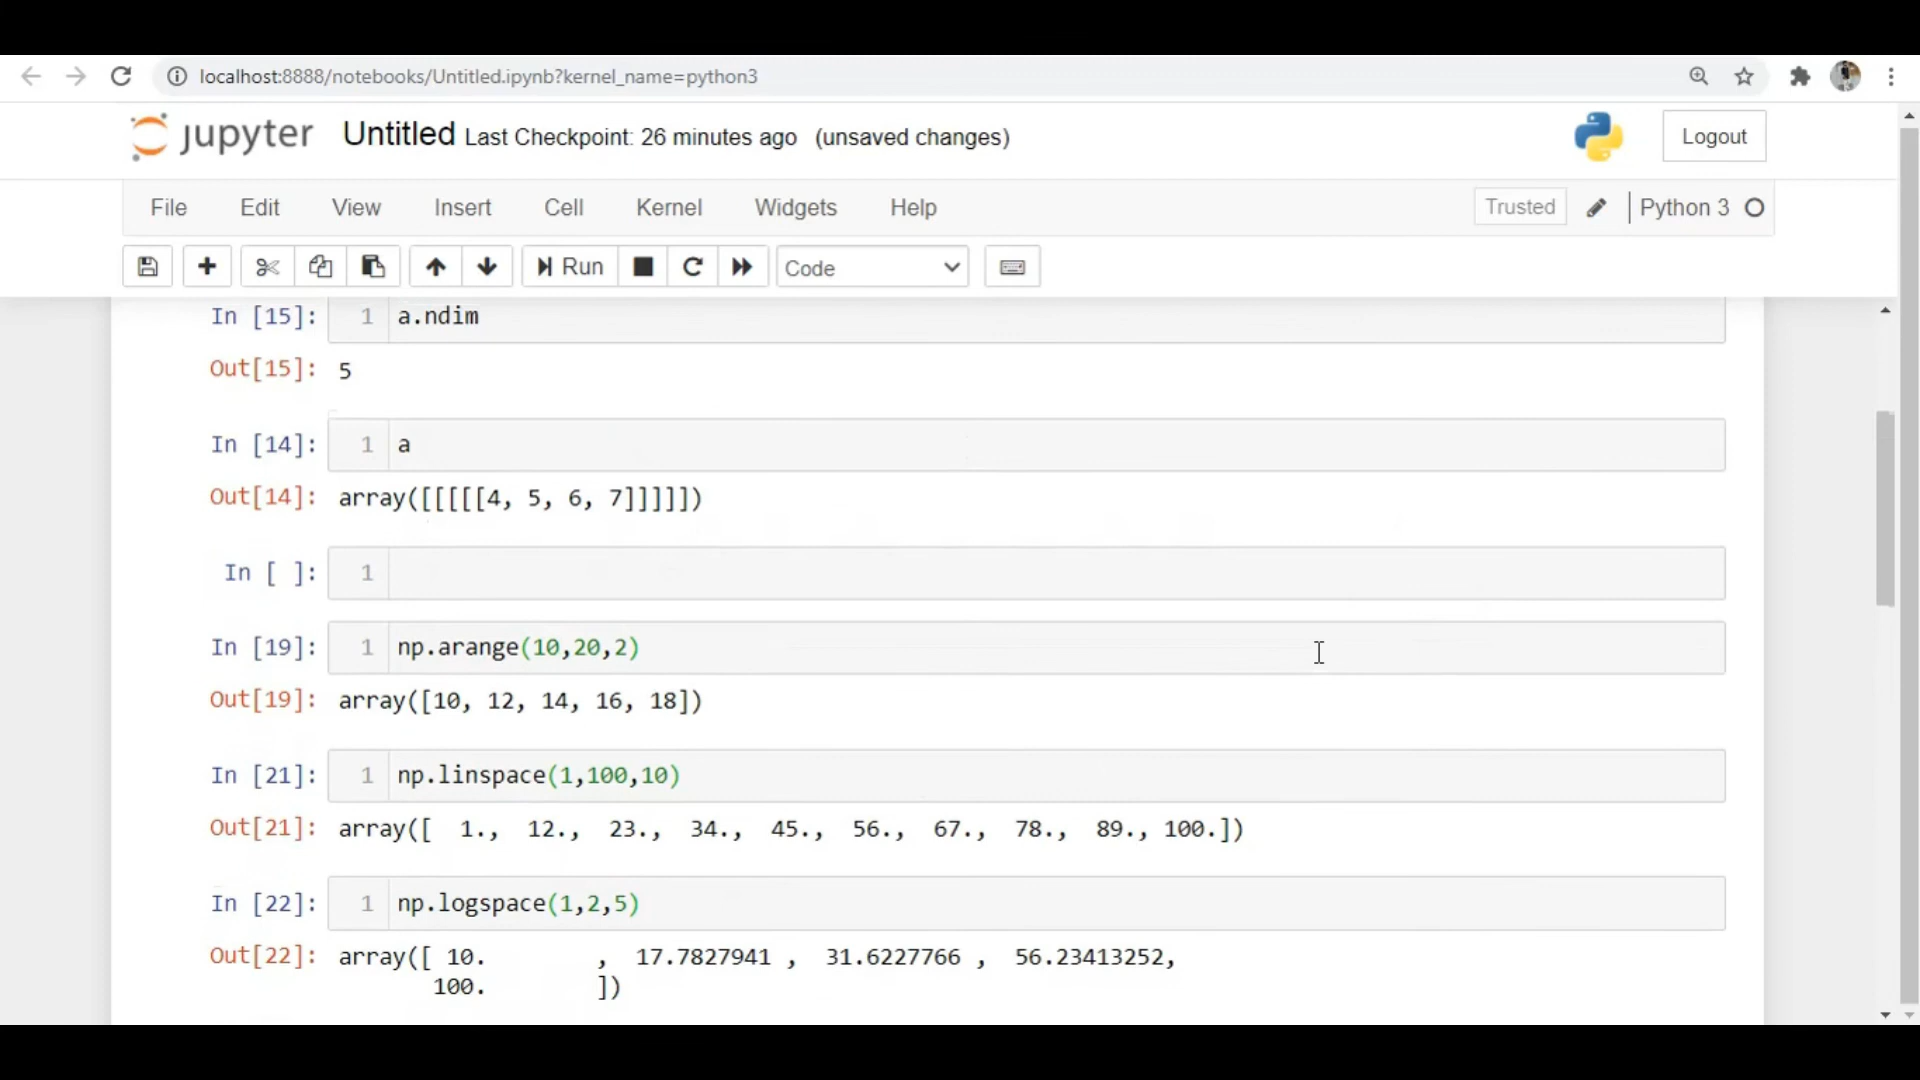 localhost:8888/notebooks/Untitled.ipynb?kernel_name=python3
jupyter Untitled Last Checkpoint: 26 minutes ago (unsaved changes) Logout
File Edit View Insert Cell Kernel Widgets Help Trusted Python 3
Run Code
In [15]: 1 a.ndim
Out[15]: 5
In [14]: 1 a
Out[14]: array([[[[[4, 5, 6, 7]]]]])
In [ ]: 1
In [19]: 1 np.arange(10,20,2)
Out[19]: array([10, 12, 14, 16, 18])
In [21]: 1 np.linspace(1,100,10)
Out[21]: array([  1.,  12.,  23.,  34.,  45.,  56.,  67.,  78.,  89., 100.])
In [22]: 1 np.logspace(1,2,5)
Out[22]: array([ 10.        ,  17.7827941 ,  31.6227766 ,  56.23413252,
100.        ])